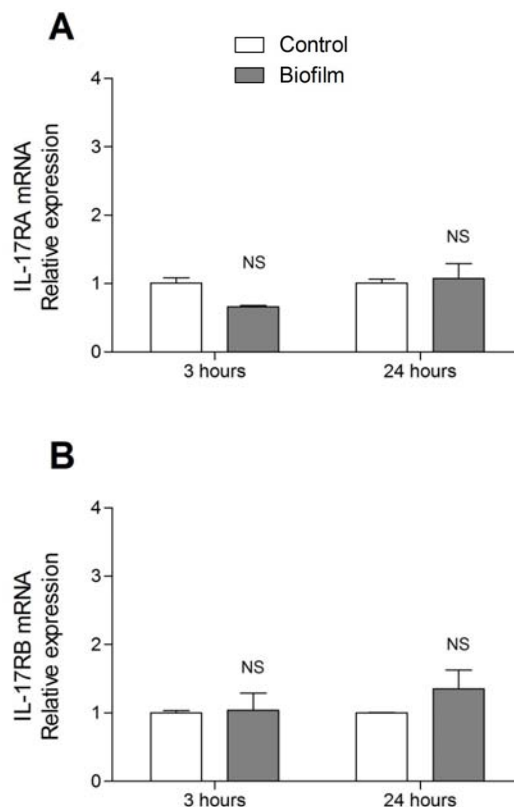 A
Control
Biofilm
IL-17RA mRNA
Relative expression
4
3
2
1
0
NS
NS
3 hours
24 hours
B
IL-17RB mRNA
Relative expression
4
3
2
1
0
NS
NS
3 hours
24 hours